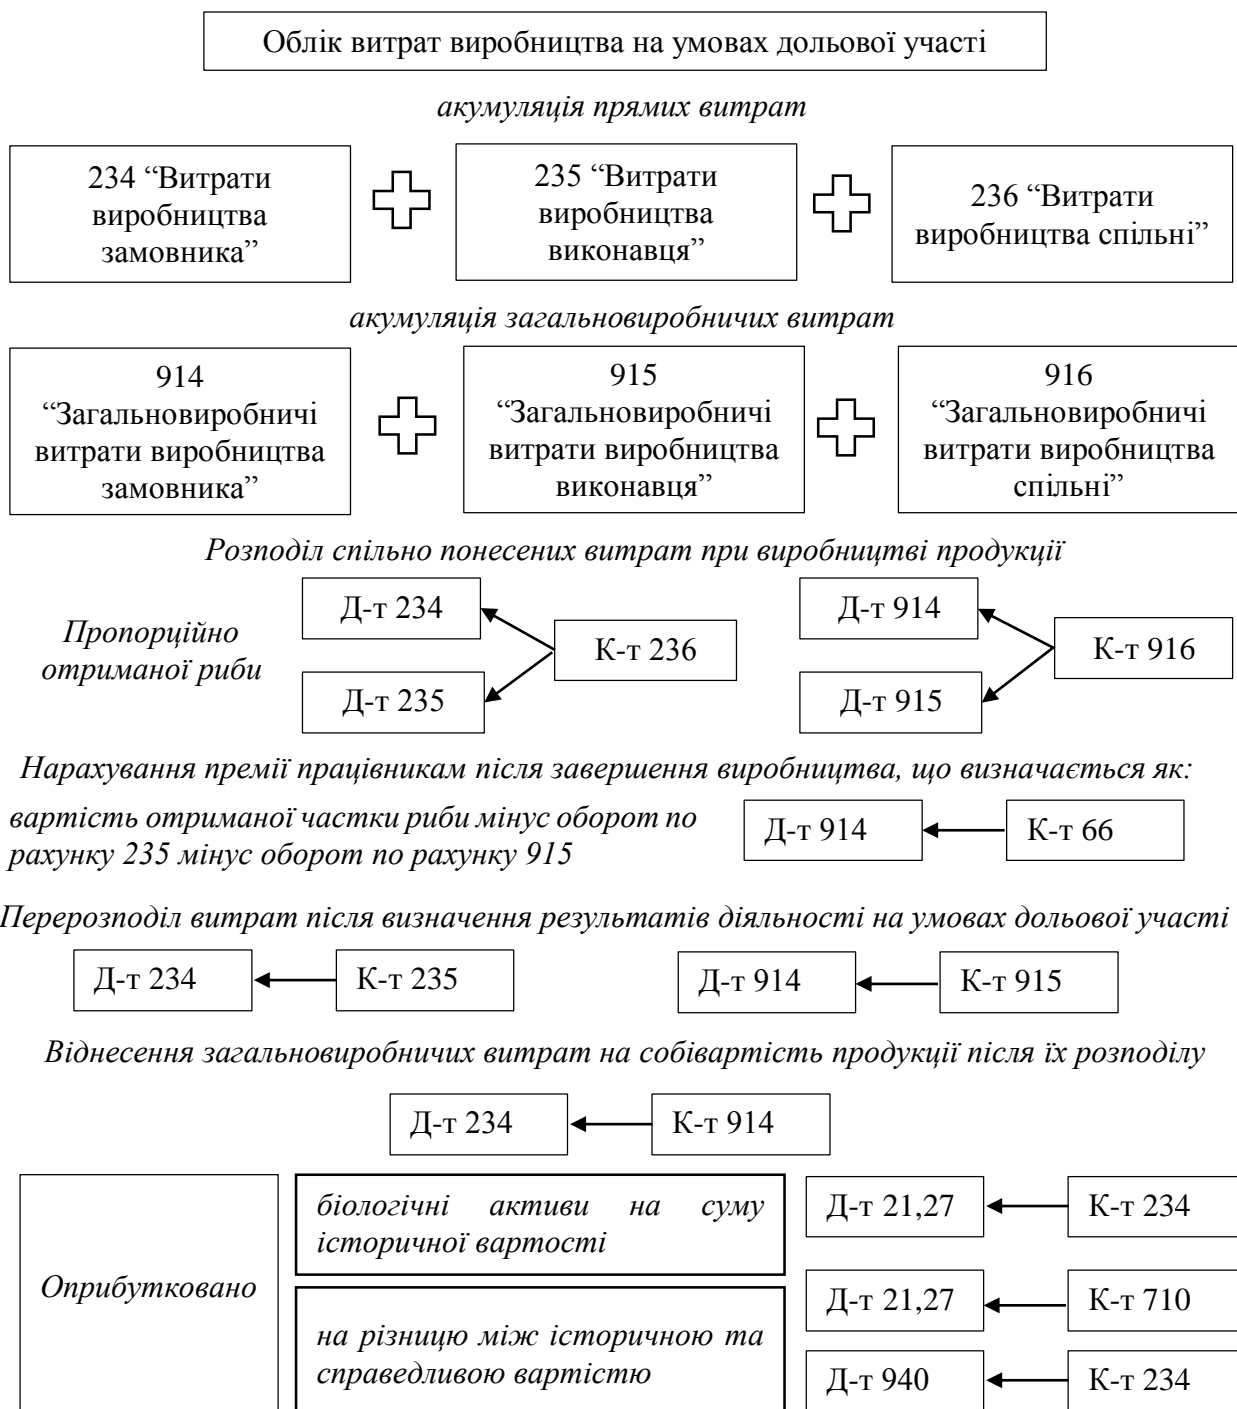 Облік витрат виробництва на умовах дольової участі
акумуляція прямих витрат
234 “Витрати
виробництва
замовника”
235 “Витрати
виробництва
виконавця”
236 “Витрати
виробництва спільні”
акумуляція загальновиробничих витрат
914
“Загальновиробничі
витрати виробництва
замовника”
915
“Загальновиробничі
витрати виробництва
виконавця”
916
“Загальновиробничі
витрати виробництва
спільні”
Розподіл спільно понесених витрат при виробництві продукції
Пропорційно
отриманої риби
Д-т 234
Д-т 235
К-т 236
Д-т 914
Д-т 915
К-т 916
Нарахування премії працівникам після завершення виробництва, що визначається як:
вартість отриманої частки риби мінус оборот по
рахунку 235 мінус оборот по рахунку 915
Д-т 914
К-т 66
Перерозподіл витрат після визначення результатів діяльності на умовах дольової участі
Д-т 234
К-т 235
Д-т 914
К-т 915
Віднесення загальновиробничих витрат на собівартість продукції після їх розподілу
Д-т 234
К-т 914
Оприбутковано
біологічні активи на суму
історичної вартості
Д-т 21,27
К-т 234
на різницю між історичною та
справедливою вартістю
Д-т 21,27
К-т 710
Д-т 940
К-т 234